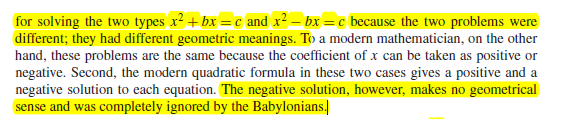 for solving the two types x² + bx = c and x² – bx = c because the two problems were
different; they had different geometric meanings. To a modern mathematician, on the other
hand, these problems are the same because the coefficient of x can be taken as positive or
negative. Second, the modern quadratic formula in these two cases gives a positive and a
negative solution to each equation. The negative solution, however, makes no geometrical
sense and was completely ignored by the Babylonians.